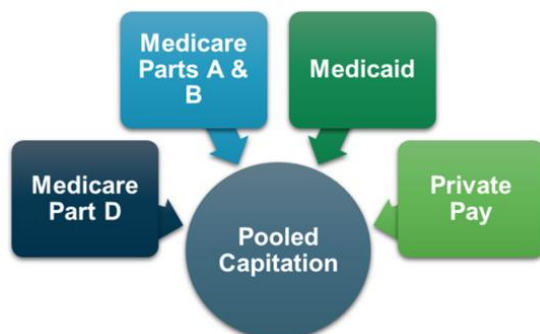 Medicare
Parts A &
B
Medicaid
Medicare
Part D
Private
Pay
Pooled
Capitation